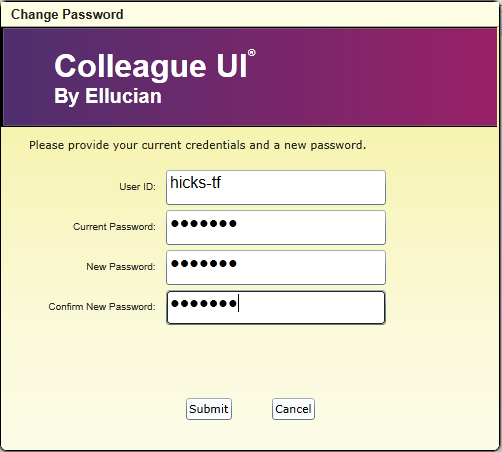 Change Password
Colleague UI®
By Ellucian
Please provide your current credentials and a new password.
User ID: hicks-tf
Current Password: ●●●●●●●
New Password: ●●●●●●●
Confirm New Password: ●●●●●●●
Submit Cancel